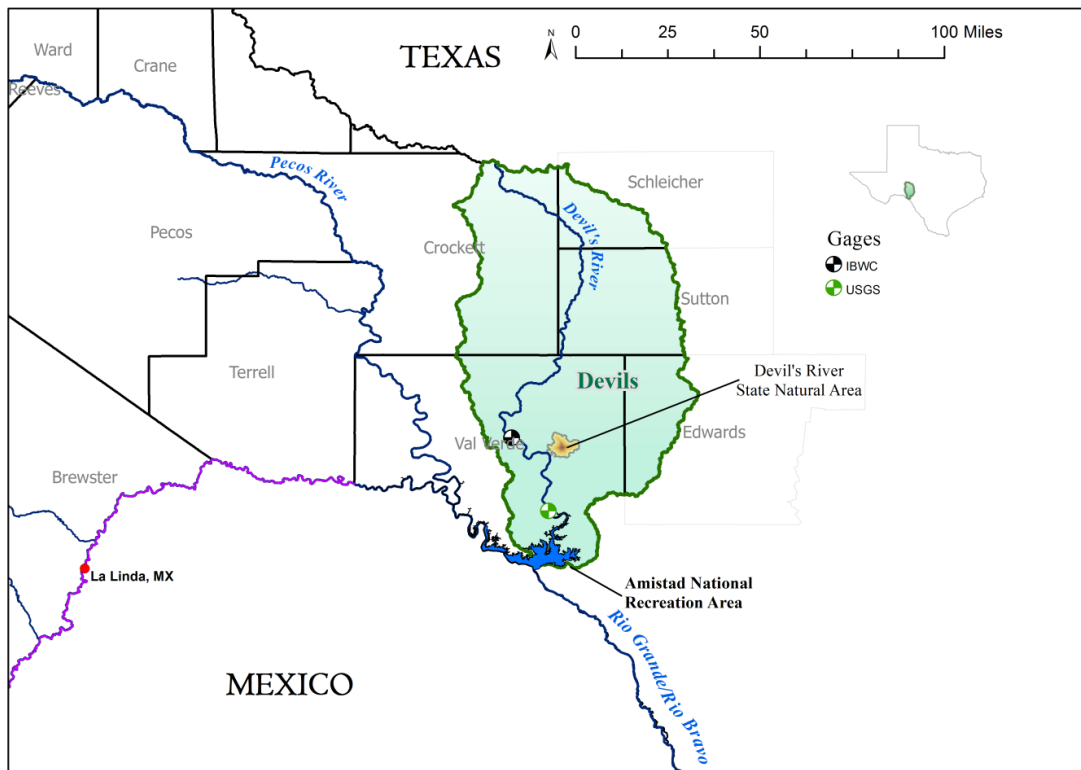 TEXAS
N
0
25
50
100 Miles
Ward
Crane
Reeves
Pecos River
Schleicher
Devil's River
Pecos
Crockett
Gages
IBWC
USGS
Sutton
Terrell
Devils
Devil's River
State Natural Area
Val Verde
Edwards
Brewster
La Linda, MX
Amistad National
Recreation Area
Rio Grande/Rio Bravo
MEXICO